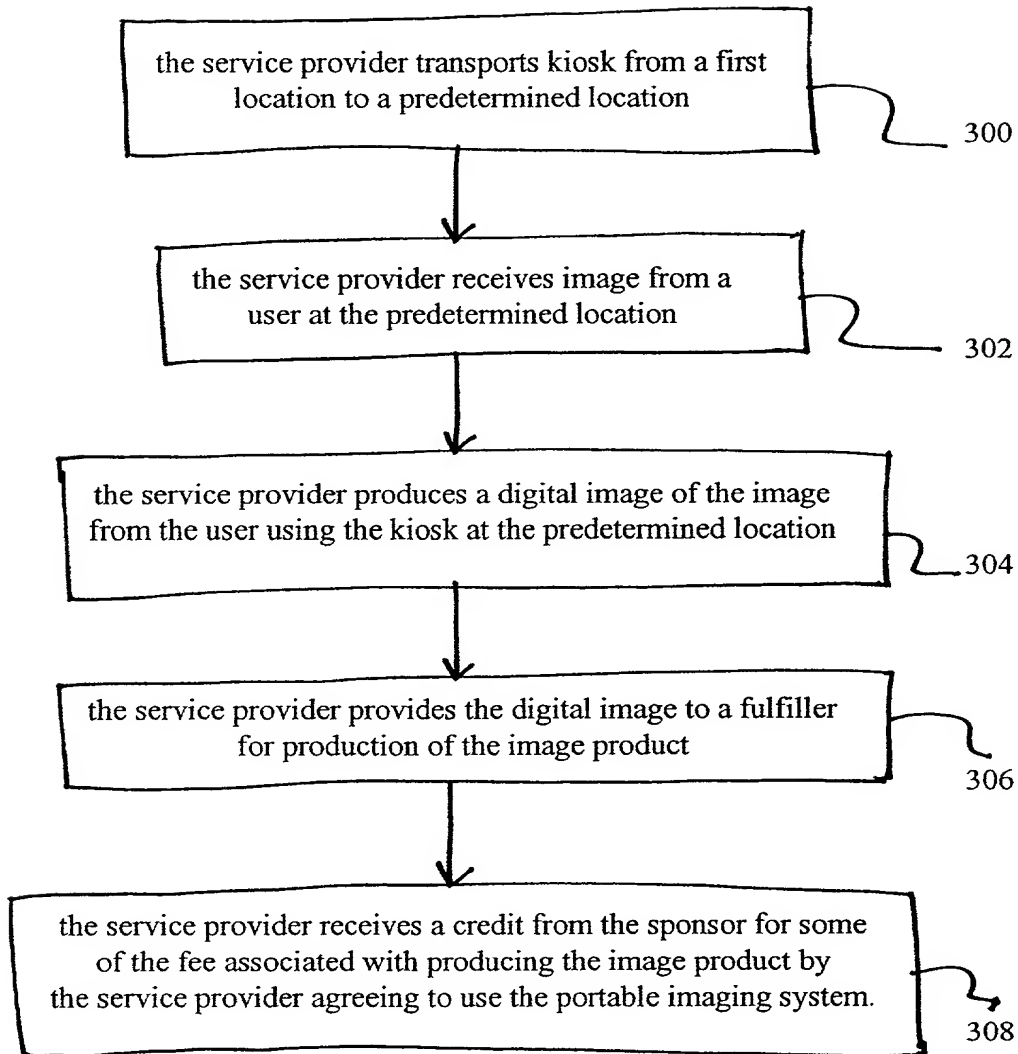 the service provider transports kiosk from a first
location to a predetermined location
300
the service provider receives image from a
user at the predetermined location
302
the service provider produces a digital image of the image
from the user using the kiosk at the predetermined location
304
the service provider provides the digital image to a fulfiller
for production of the image product
306
the service provider receives a credit from the sponsor for some
of the fee associated with producing the image product by
the service provider agreeing to use the portable imaging system.
308